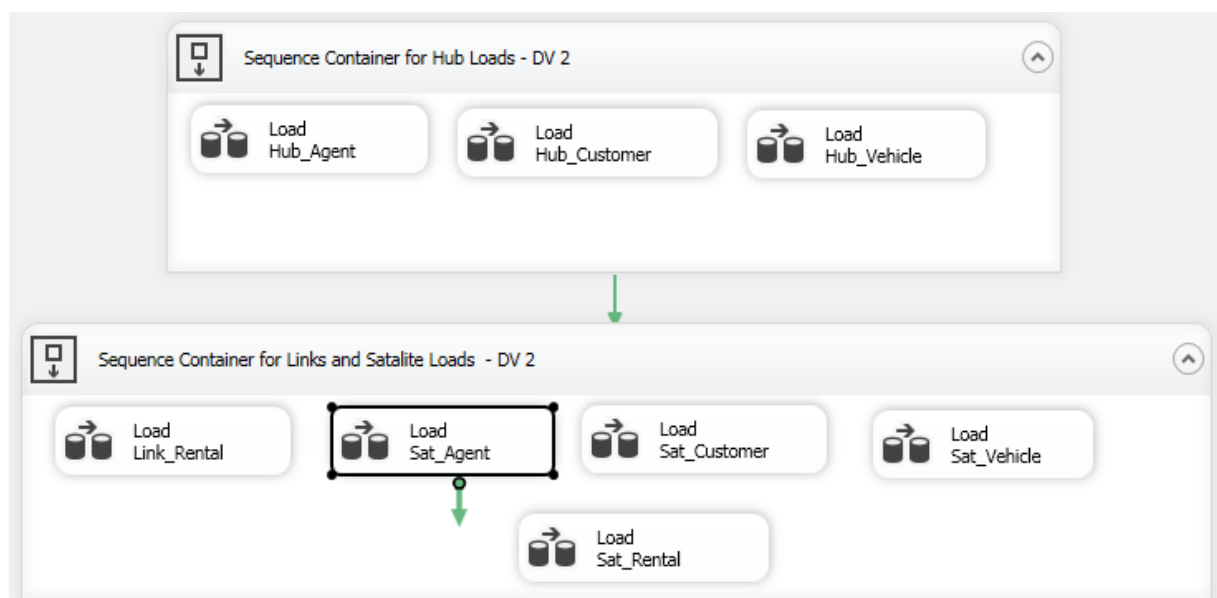 Sequence Container for Hub Loads - DV 2
Load
Hub_Agent
Load
Hub_Customer
Load
Hub_Vehicle
Sequence Container for Links and Satalite Loads  - DV 2
Load
Link_Rental
Load
Sat_Agent
Load
Sat_Customer
Load
Sat_Vehicle
Load
Sat_Rental